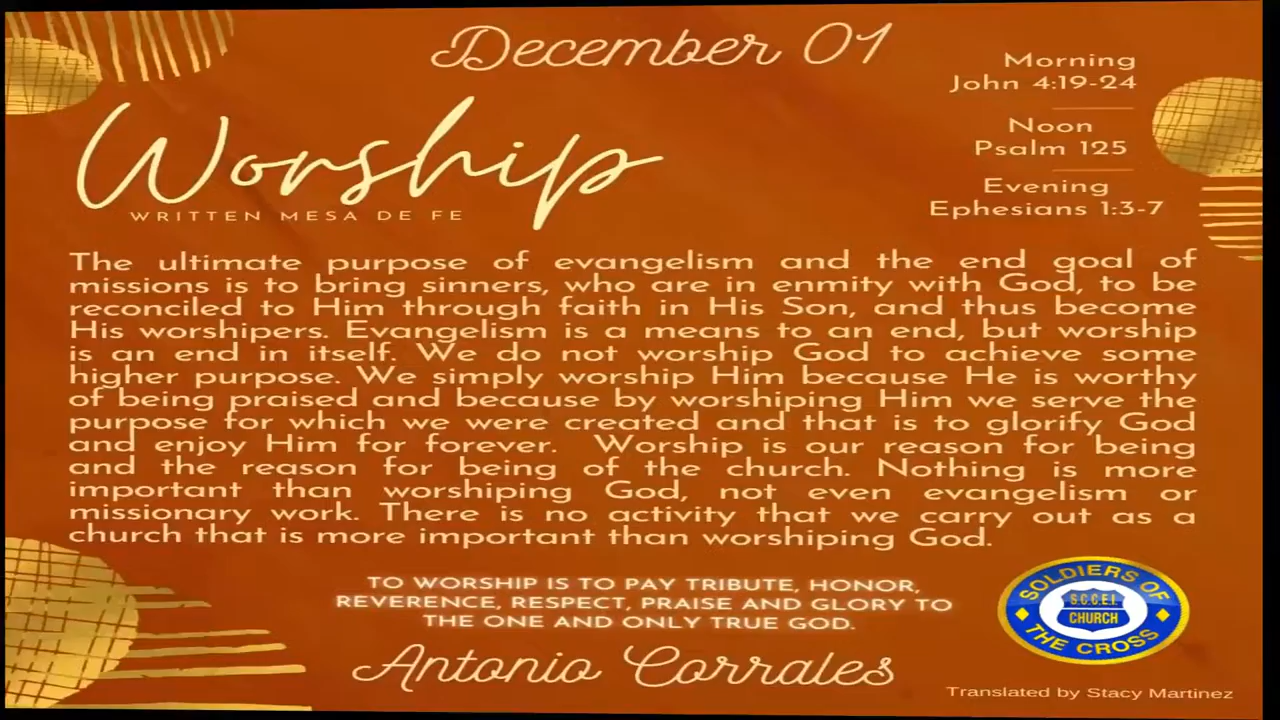 December 01
Morning
John 4:19-24
Noon
Psalm 125
Evening
Ephesians 1:3-7
Worship
WRITTEN MESA DE FE
The ultimate purpose of evangelism and the end goal of
missions is to bring sinners, who are in enmity with God, to be
reconciled to Him through faith in His Son, and thus become
His worshipers. Evangelism is a means to an end, but worship
is an end in itself. We do not worship God to achieve some
higher purpose. We simply worship Him because He is worthy
of being praised and because by worshiping Him we serve the
purpose for which we were created and that is to glorify God
and enjoy Him for forever. Worship is our reason for being
and the reason for being of the church. Nothing is more
important than worshiping God, not even evangelism or
missionary work. There is no activity that we carry out as a
church that is more important than worshiping God.
TO WORSHIP IS TO PAY TRIBUTE, HONOR,
REVERENCE, RESPECT, PRAISE AND GLORY TO
THE ONE AND ONLY TRUE GOD.
Antonio Corrales
SOLDIERS OF
S.C.C.E.I.
CHURCH
THE CROSS
Translated by Stacy Martinez